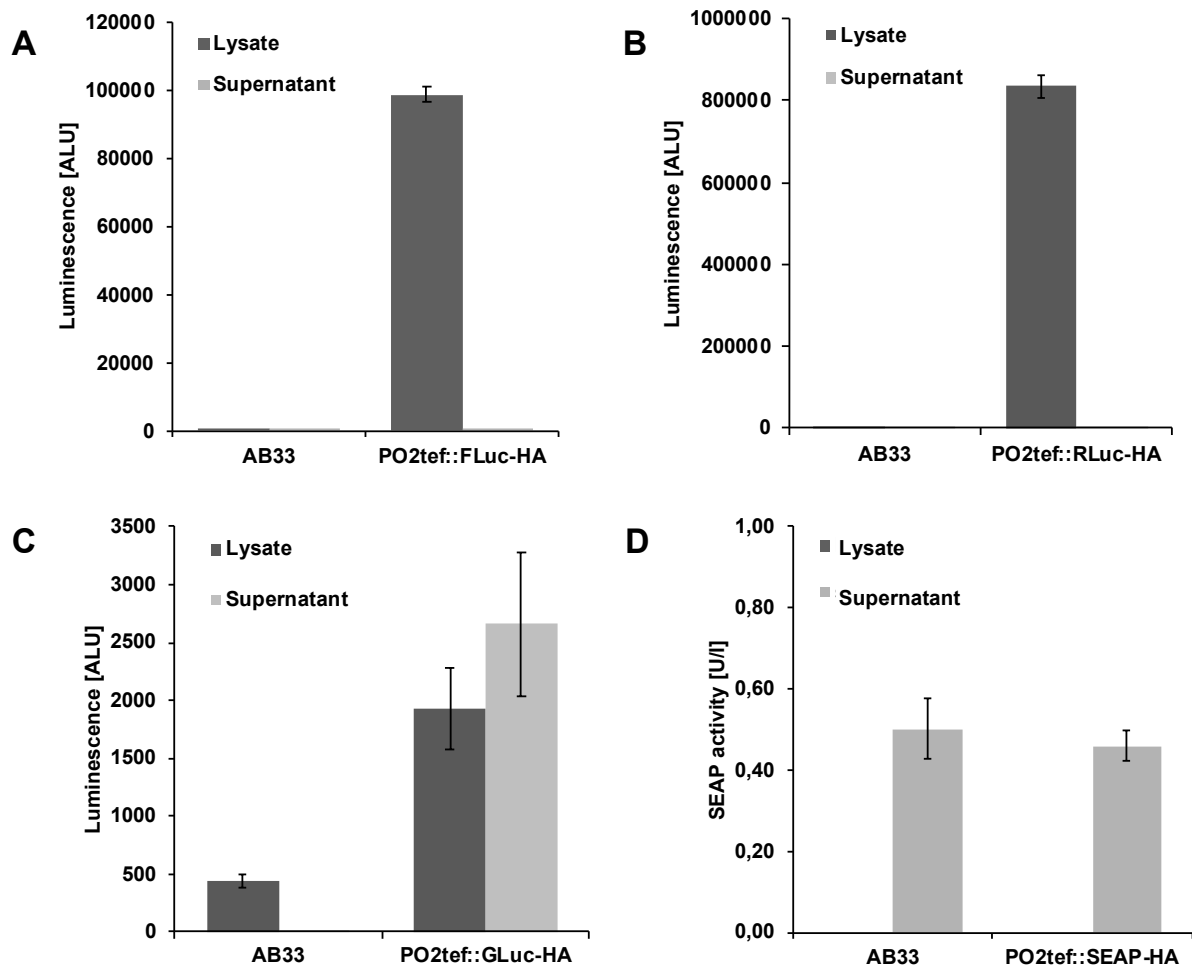 A
Luminescence [ALU]
120000
100000
80000
60000
40000
20000
0
Lysate
Supernatant
AB33
PO2tef::FLuc-HA
B
Luminescence [ALU]
1000000
800000
600000
400000
200000
0
Lysate
Supernatant
AB33
PO2tef::RLuc-HA
C
Luminescence [ALU]
3500
3000
2500
2000
1500
1000
500
0
Lysate
Supernatant
AB33
PO2tef::GLuc-HA
D
SEAP activity [U/l]
1,00
0,80
0,60
0,40
0,20
0,00
Lysate
Supernatant
AB33
PO2tef::SEAP-HA